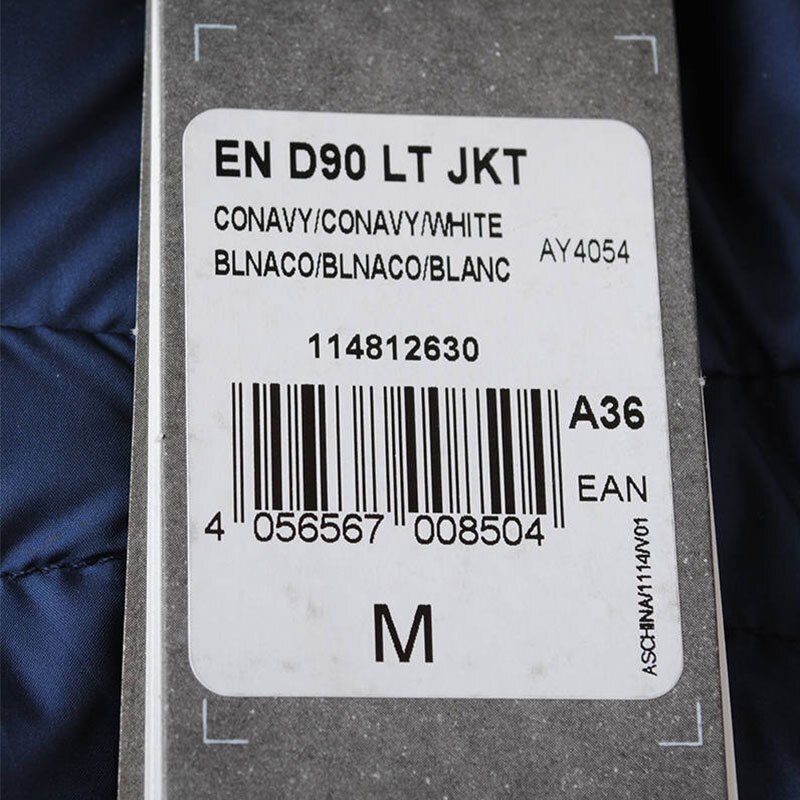 EN D90 LT JKT
CONAVY/CONAVY/WHITE
BLNACO/BLNACO/BLANC
AY4054
114812630
A36
EAN
4 056567 008504
M
ASCHINA/1114/V01